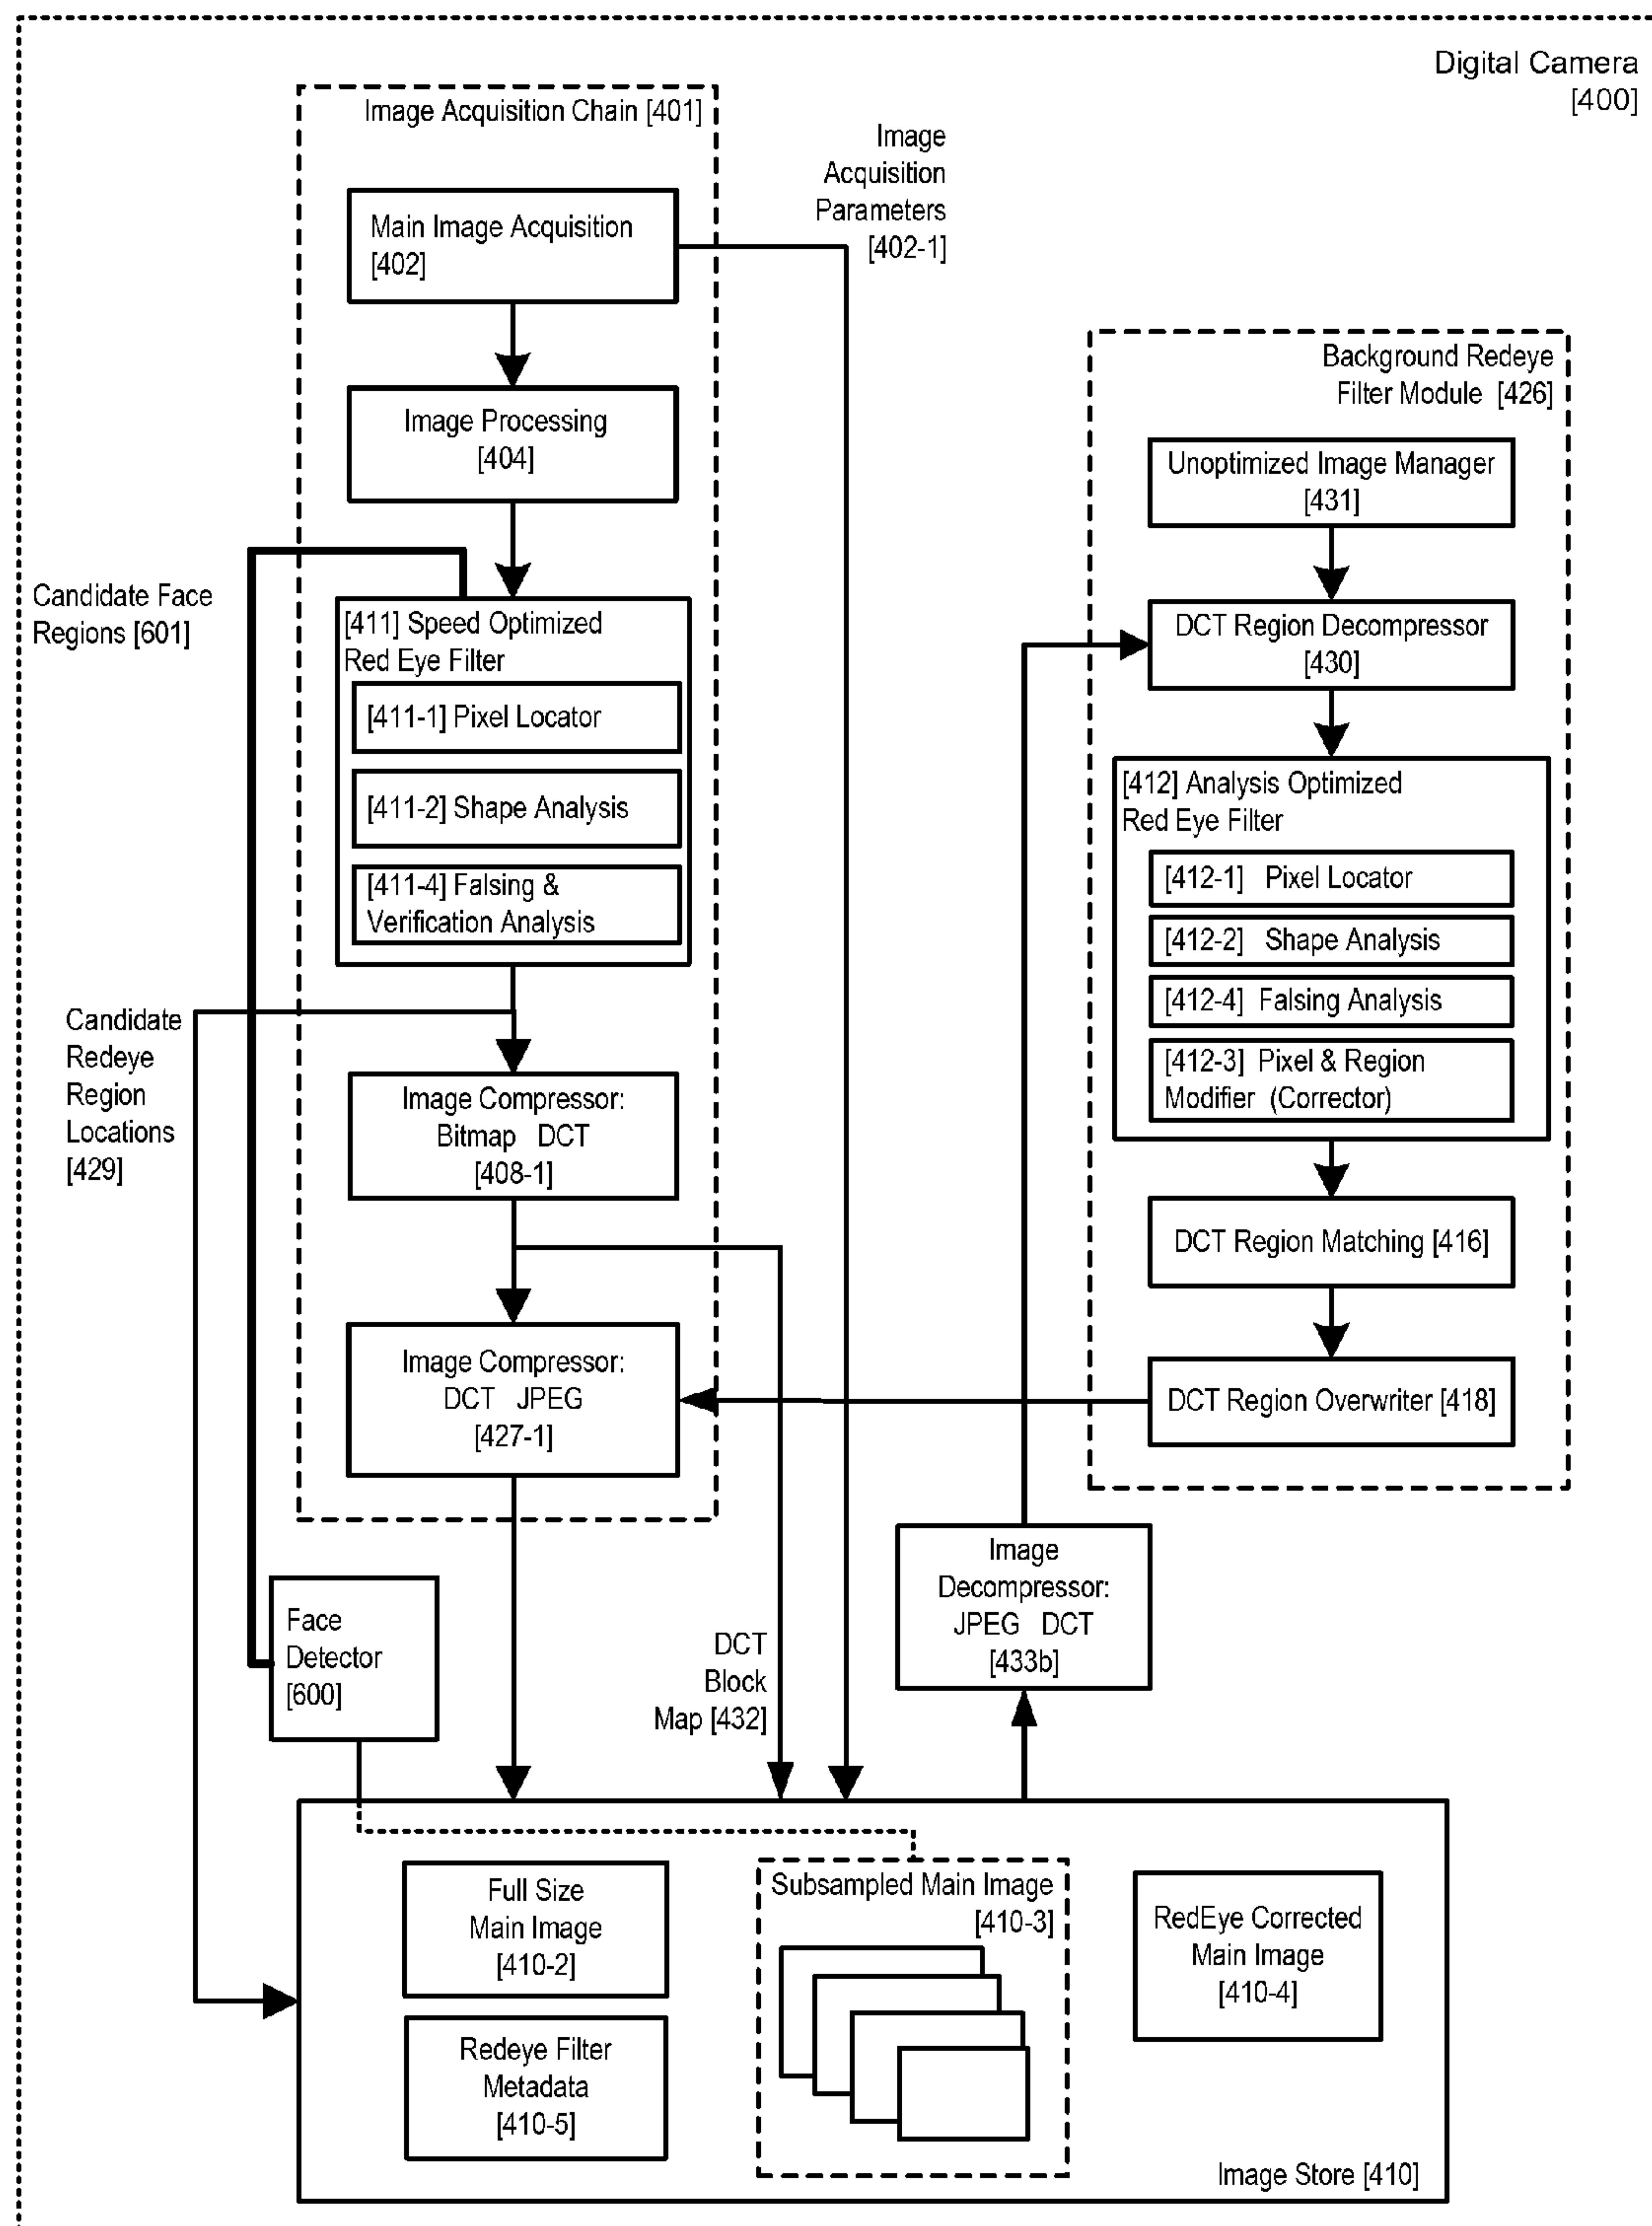 Digital Camera
[400]
Image Acquisition Chain [401]
Image
Acquisition
Parameters
[402-1]
Main Image Acquisition
[402]
Image Processing
[404]
Candidate Face
Regions [601]
[411] Speed Optimized
Red Eye Filter
[411-1] Pixel Locator
[411-2] Shape Analysis
[411-4] Falsing &
Verification Analysis
Candidate
Redeye
Region
Locations
[429]
Image Compressor:
Bitmap DCT
[408-1]
Image Compressor:
DCT JPEG
[427-1]
Background Redeye
Filter Module [426]
Unoptimized Image Manager
[431]
DCT Region Decompressor
[430]
[412] Analysis Optimized
Red Eye Filter
[412-1] Pixel Locator
[412-2] Shape Analysis
[412-4] Falsing Analysis
[412-3] Pixel & Region
Modifier (Corrector)
DCT Region Matching [416]
DCT Region Overwriter [418]
Face
Detector
[600]
DCT
Block
Map [432]
Image
Decompressor:
JPEG DCT
[433b]
Full Size
Main Image
[410-2]
Redeye Filter
Metadata
[410-5]
Subsampled Main Image
[410-3]
RedEye Corrected
Main Image
[410-4]
Image Store [410]